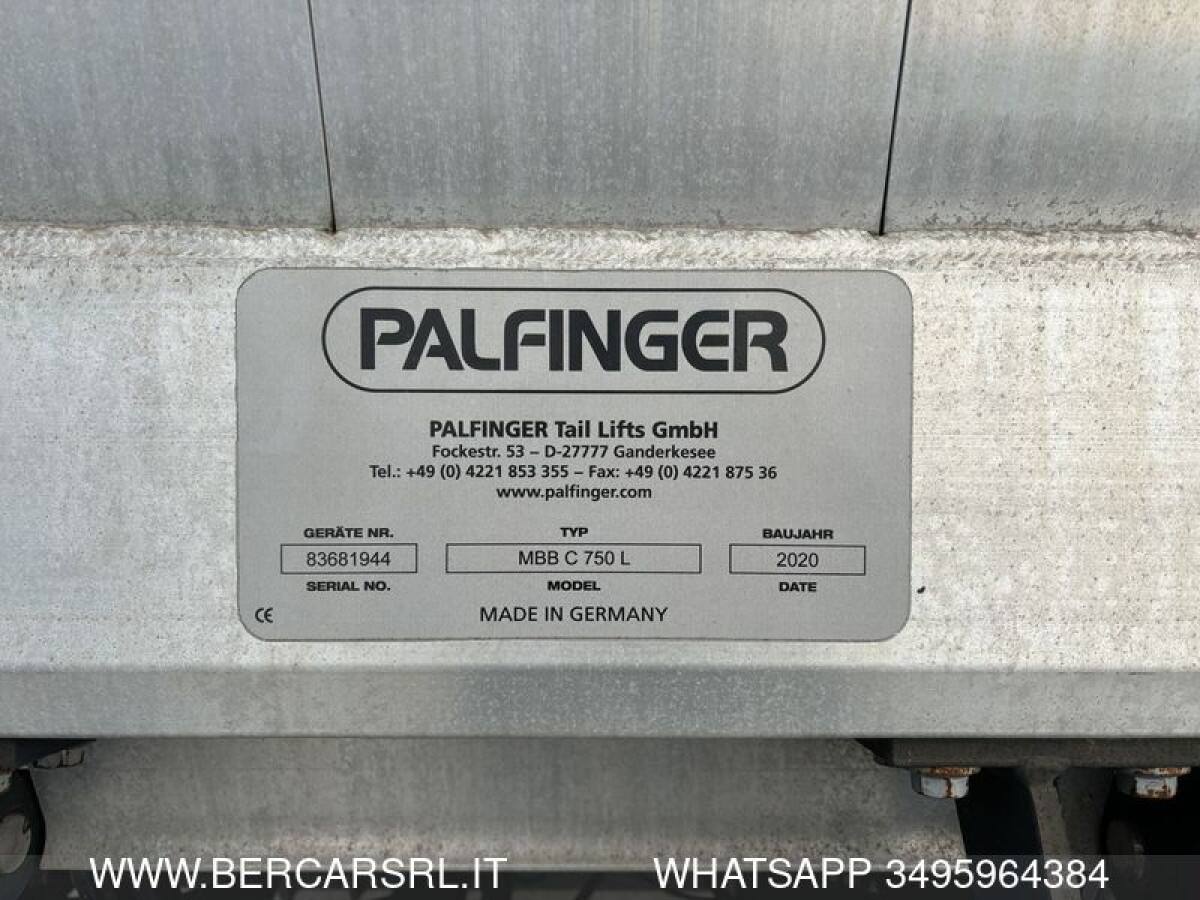 PALFINGER
PALFINGER Tail Lifts GmbH
Fockestr. 53 – D-27777 Ganderkesee
Tel.: +49 (0) 4221 853 355 – Fax: +49 (0) 4221 875 36
www.palfinger.com
GERÄTE NR. TYP BAUJAHR
83681944 MBB C 750 L 2020
SERIAL NO. MODEL DATE
CE MADE IN GERMANY
WWW.BERCARSRL.IT WHATSAPP 3495964384